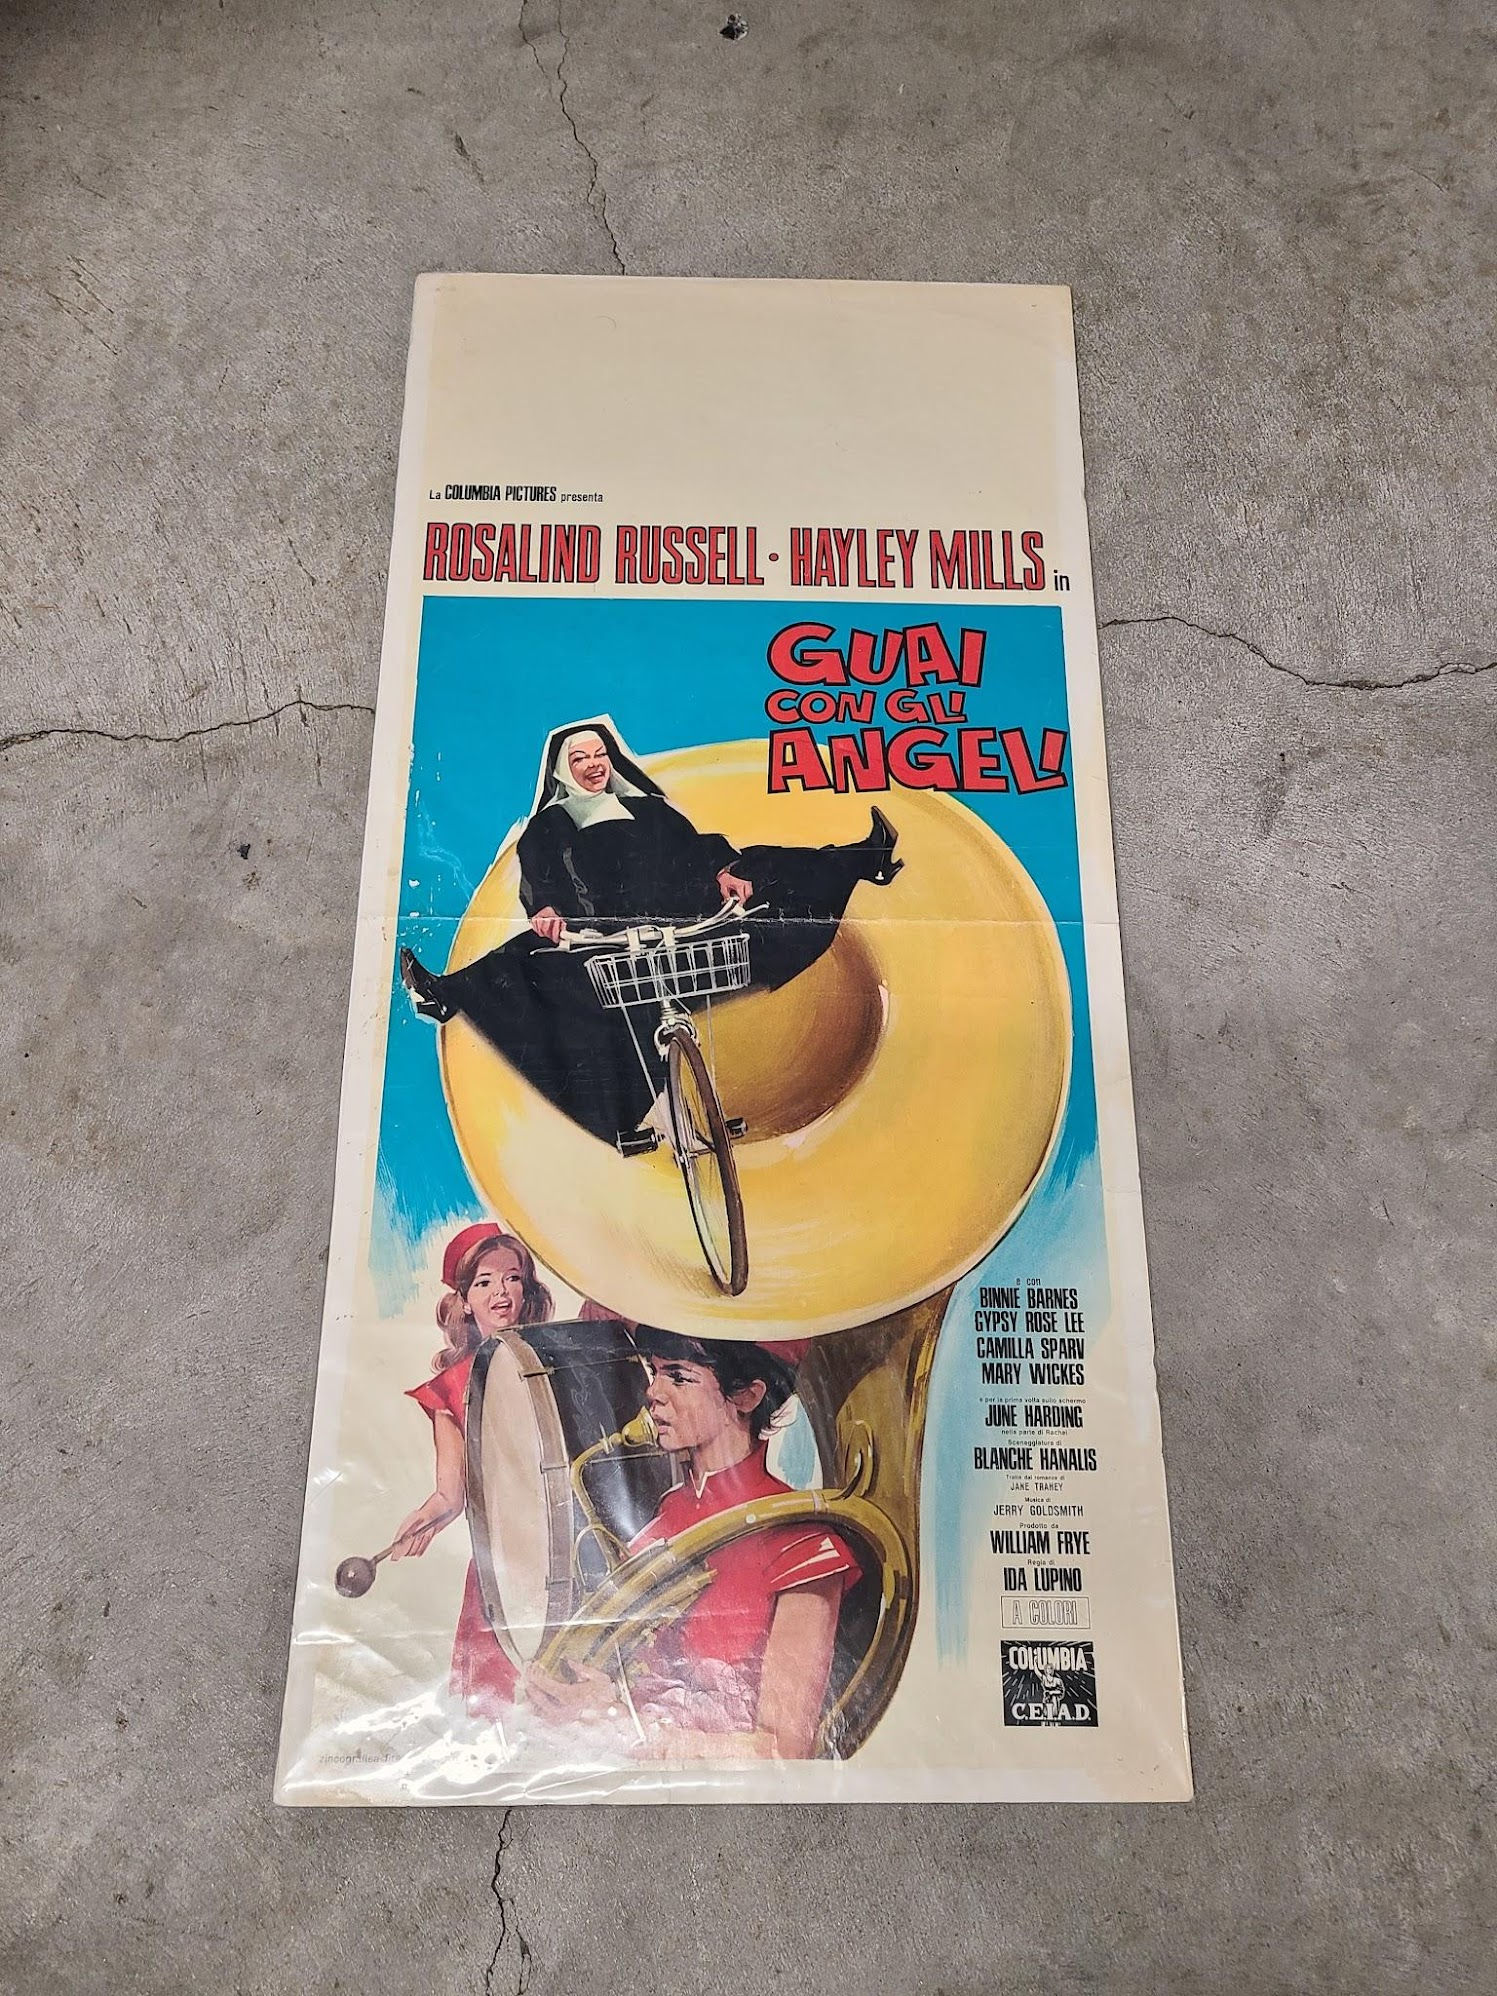 La COLUMBIA PICTURES presenta
ROSALIND RUSSELL · HAYLEY MILLS in
GUAI
CON GLI
ANGELI
e con
BINNIE BARNES
GYPSY ROSE LEE
CAMILLA SPARV
MARY WICKES
e per la prima volta sullo schermo
JUNE HARDING
nella parte di Rachel
Sceneggiatura di
BLANCHE HANALIS
Tratto dal romanzo di
JANE TRAHEY
Musica di
JERRY GOLDSMITH
Prodotto da
WILLIAM FRYE
Regia di
IDA LUPINO
A COLORI
COLUMBIA
C.E.I.A.D.
zincografica